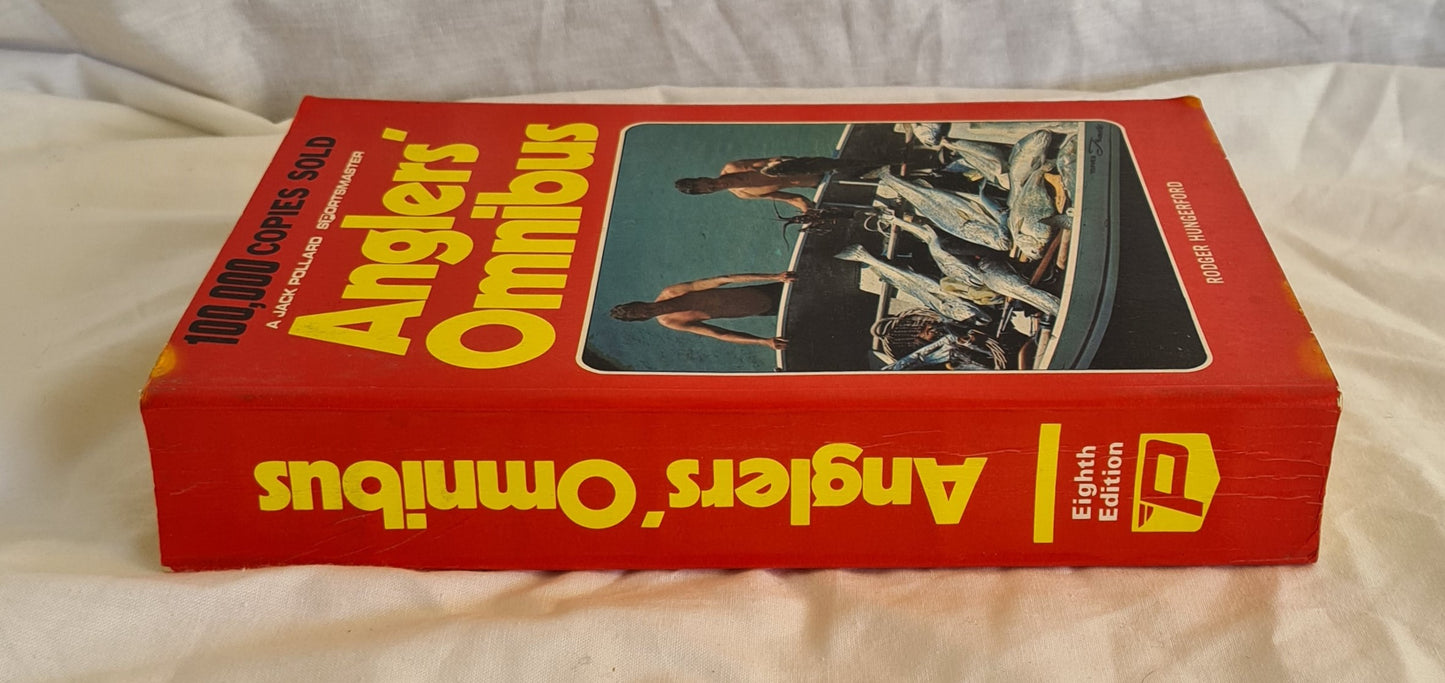 100,000 COPIES SOLD
A JACK POLLARD SPORTSMASTER
Anglers'
Omnibus
RODGER HUNGERFORD
Anglers' Omnibus
Eighth
Edition
P